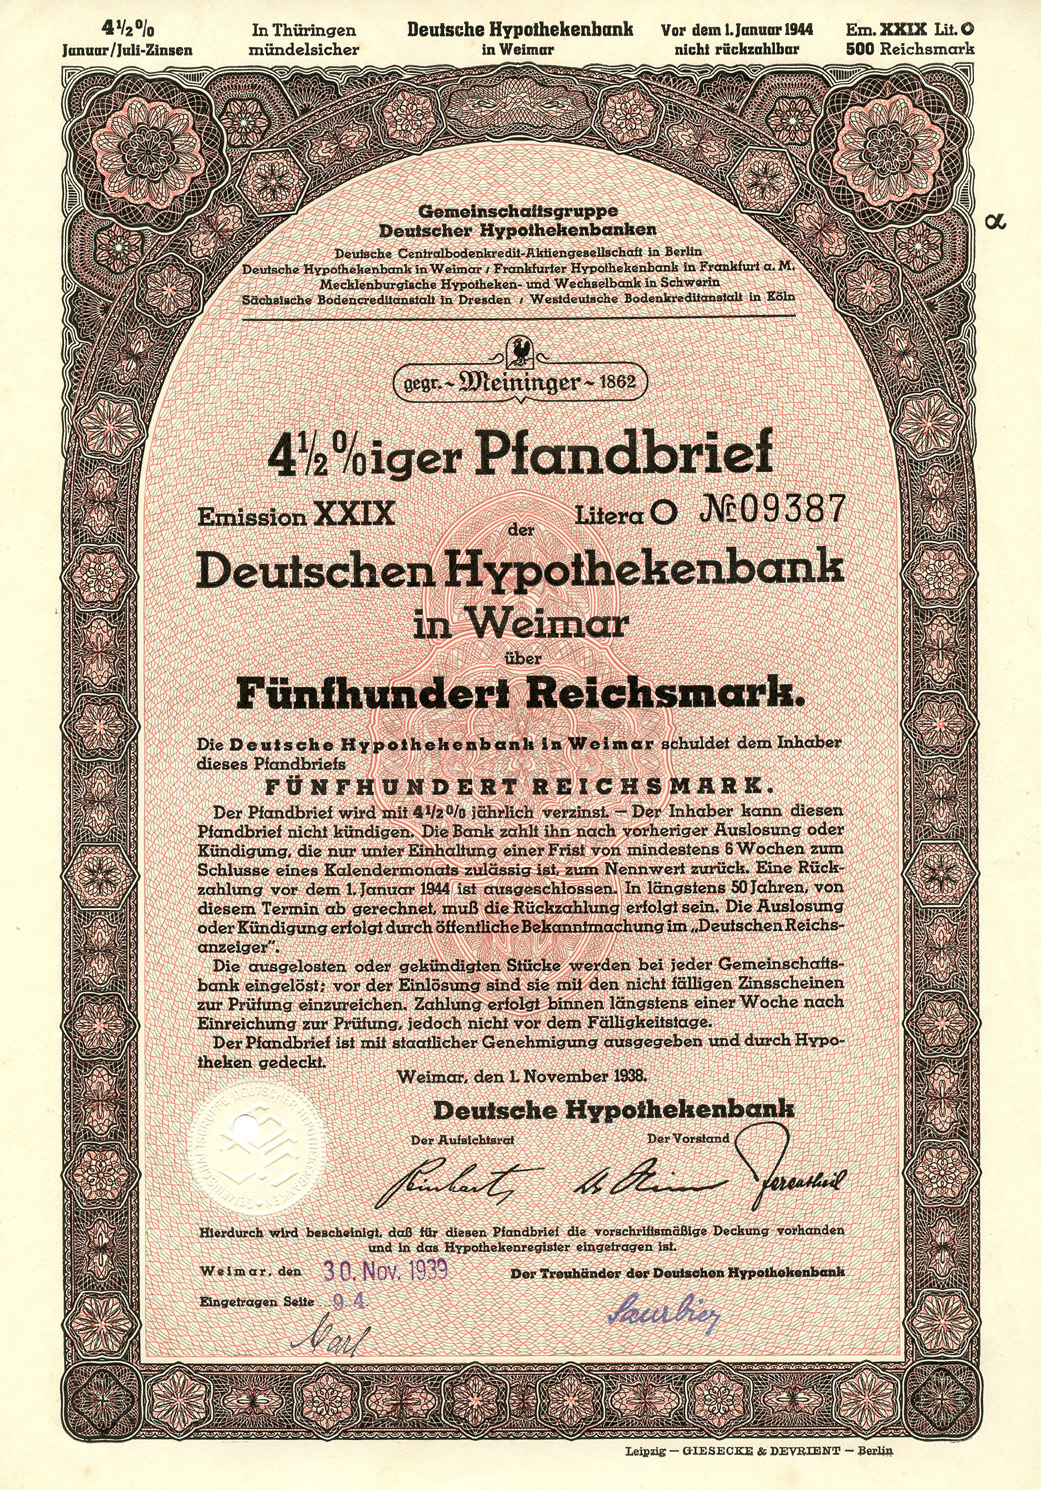 4½% In Thüringen Deutsche Hypothekenbank Vor dem 1. Januar 1944 Em. XXIX Lit. O
Januar/Juli-Zinsen mündelsicher in Weimar nicht rückzahlbar 500 Reichsmark
α
Gemeinschaftsgruppe
Deutscher Hypothekenbanken
Deutsche Centralbodenkredit-Aktiengesellschaft in Berlin
Deutsche Hypothekenbank in Weimar / Frankfurter Hypothekenbank in Frankfurt a. M.
Mecklenburgische Hypotheken- und Wechselbank in Schwerin
Sächsische Bodencreditanstalt in Dresden / Westdeutsche Bodenkreditanstalt in Köln
gegr. ~ Meininger ~ 1862
4½%iger Pfandbrief
Emission XXIX Litera O № 09387
der
Deutschen Hypothekenbank
in Weimar
über
Fünfhundert Reichsmark.
Die Deutsche Hypothekenbank in Weimar schuldet dem Inhaber
dieses Pfandbriefs
FÜNFHUNDERT REICHSMARK.
Der Pfandbrief wird mit 4½% jährlich verzinst. — Der Inhaber kann diesen
Pfandbrief nicht kündigen. Die Bank zahlt ihn nach vorheriger Auslosung oder
Kündigung, die nur unter Einhaltung einer Frist von mindestens 6 Wochen zum
Schlusse eines Kalendermonats zulässig ist, zum Nennwert zurück. Eine Rück-
zahlung vor dem 1. Januar 1944 ist ausgeschlossen. In längstens 50 Jahren, von
diesem Termin ab gerechnet, muß die Rückzahlung erfolgt sein. Die Auslosung
oder Kündigung erfolgt durch öffentliche Bekanntmachung im „Deutschen Reichs-
anzeiger".
Die ausgelosten oder gekündigten Stücke werden bei jeder Gemeinschafts-
bank eingelöst; vor der Einlösung sind sie mit den nicht fälligen Zinsscheinen
zur Prüfung einzureichen. Zahlung erfolgt binnen längstens einer Woche nach
Einreichung zur Prüfung, jedoch nicht vor dem Fälligkeitstage.
Der Pfandbrief ist mit staatlicher Genehmigung ausgegeben und durch Hypo-
theken gedeckt.
Weimar, den 1. November 1938.
Deutsche Hypothekenbank
Der Aufsichtsrat Der Vorstand
Hierdurch wird bescheinigt, daß für diesen Pfandbrief die vorschriftsmäßige Deckung vorhanden
und in das Hypothekenregister eingetragen ist.
Weimar, den 30. Nov. 1939 Der Treuhänder der Deutschen Hypothekenbank
Eingetragen Seite 94
Leipzig — GIESECKE & DEVRIENT — Berlin